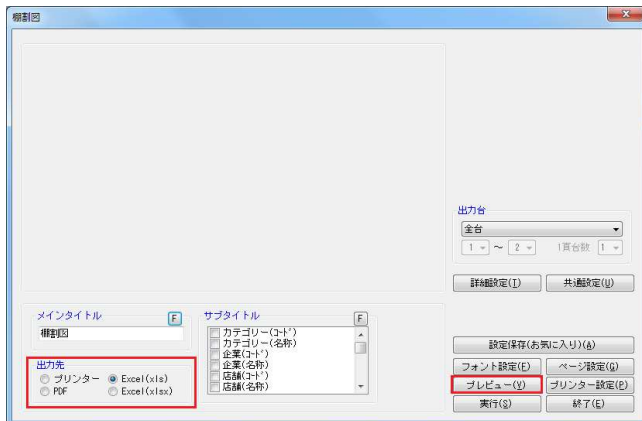 棚割図
出力台
全台
1 ～ 2 1頁台数 1
詳細設定(I) 共通設定(U)
メインタイトル F
棚割図
サブタイトル F
カテゴリー(ｺｰﾄﾞ)
カテゴリー(名称)
企業(ｺｰﾄﾞ)
企業(名称)
店舗(ｺｰﾄﾞ)
店舗(名称)
出力先
プリンター Excel(xls)
PDF Excel(xlsx)
設定保存(お気に入り)(A)
フォント設定(F) ページ設定(G)
プレビュー(V) プリンター設定(P)
実行(S) 終了(E)